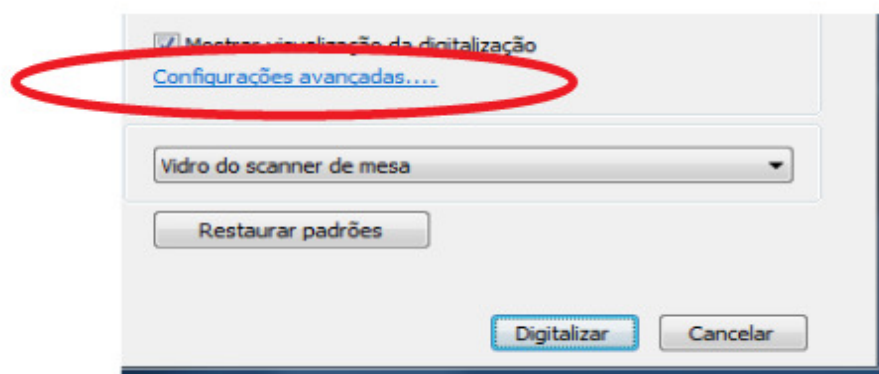 Mostrar visualização da digitalização
Configurações avançadas....
Vidro do scanner de mesa
Restaurar padrões
Digitalizar
Cancelar